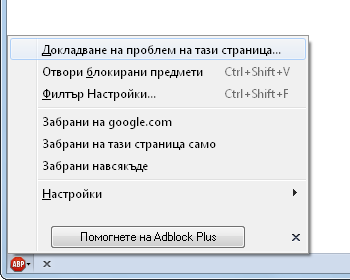 Докладване на проблем на тази страница...
Отвори блокирани предмети Ctrl+Shift+V
Филтър Настройки... Ctrl+Shift+F
Забрани на google.com
Забрани на тази страница само
Забрани навсякъде
Настройки
Помогнете на Adblock Plus
ABP